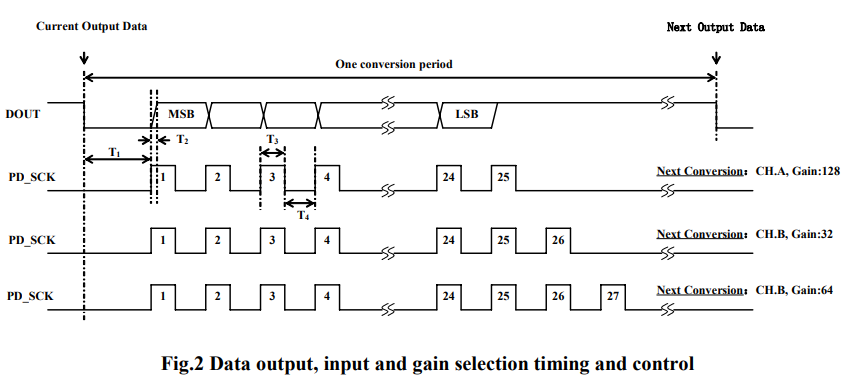 Current Output Data
Next Output Data
One conversion period
DOUT
MSB
LSB
T2
T3
T1
PD_SCK
1 2 3 4 24 25
Next Conversion: CH.A, Gain:128
T4
PD_SCK
1 2 3 4 24 25 26
Next Conversion: CH.B, Gain:32
PD_SCK
1 2 3 4 24 25 26 27
Next Conversion: CH.B, Gain:64
Fig.2 Data output, input and gain selection timing and control